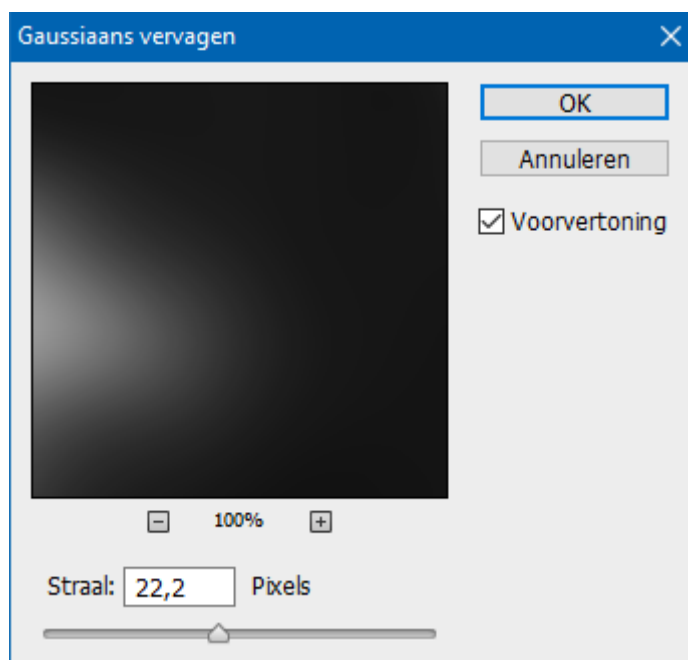 Gaussiaans vervagen
OK
Annuleren
Voorvertoning
100%
Straal: 22,2 Pixels